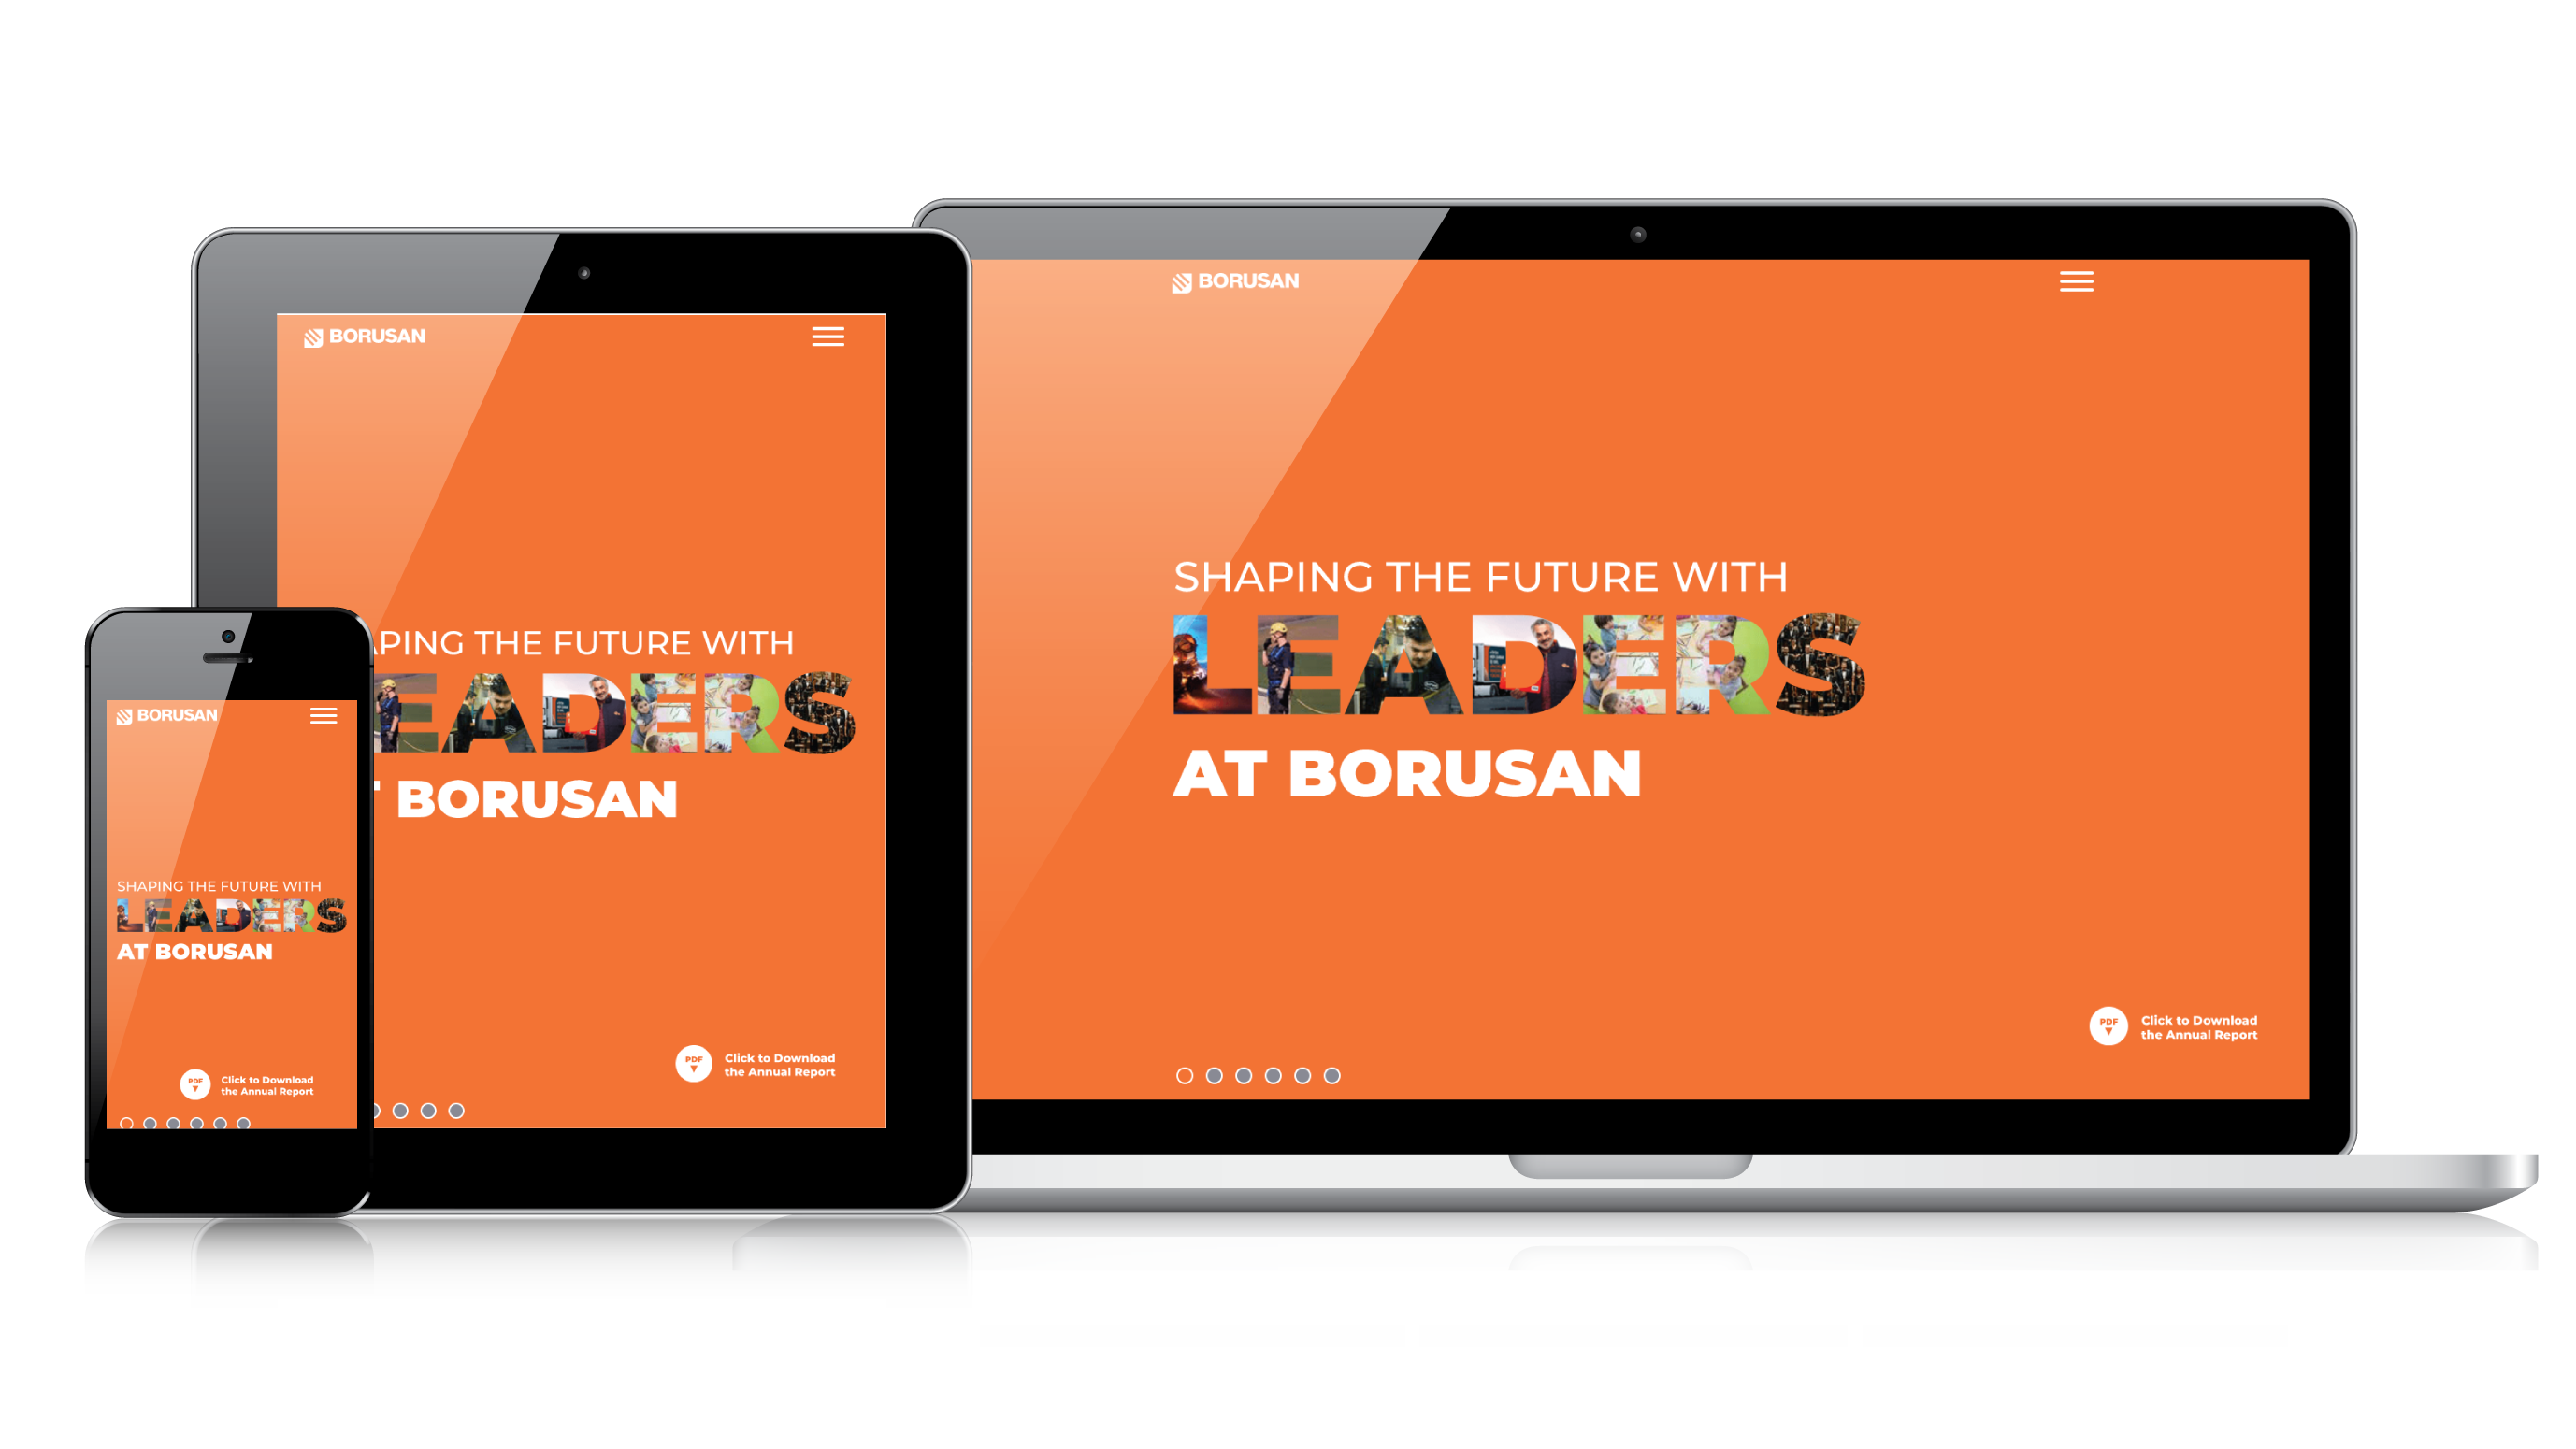 BORUSAN
SHAPING THE FUTURE WITH
LEADERS
AT BORUSAN
PDF
Click to Download
the Annual Report
BORUSAN
PING THE FUTURE WITH
EADERS
BORUSAN
PDF
Click to Download
the Annual Report
BORUSAN
SHAPING THE FUTURE WITH
LEADERS
AT BORUSAN
PDF
Click to Download
the Annual Report